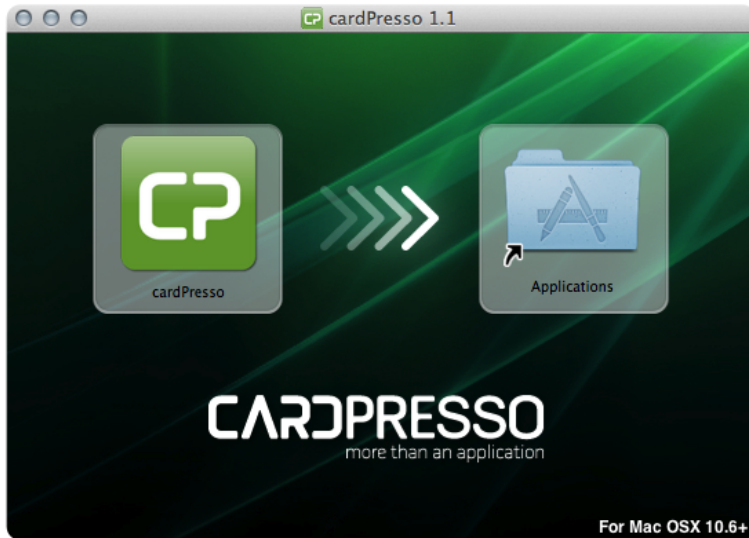 cardPresso 1.1
CP
cardPresso
Applications
CARDPRESSO
more than an application
For Mac OSX 10.6+